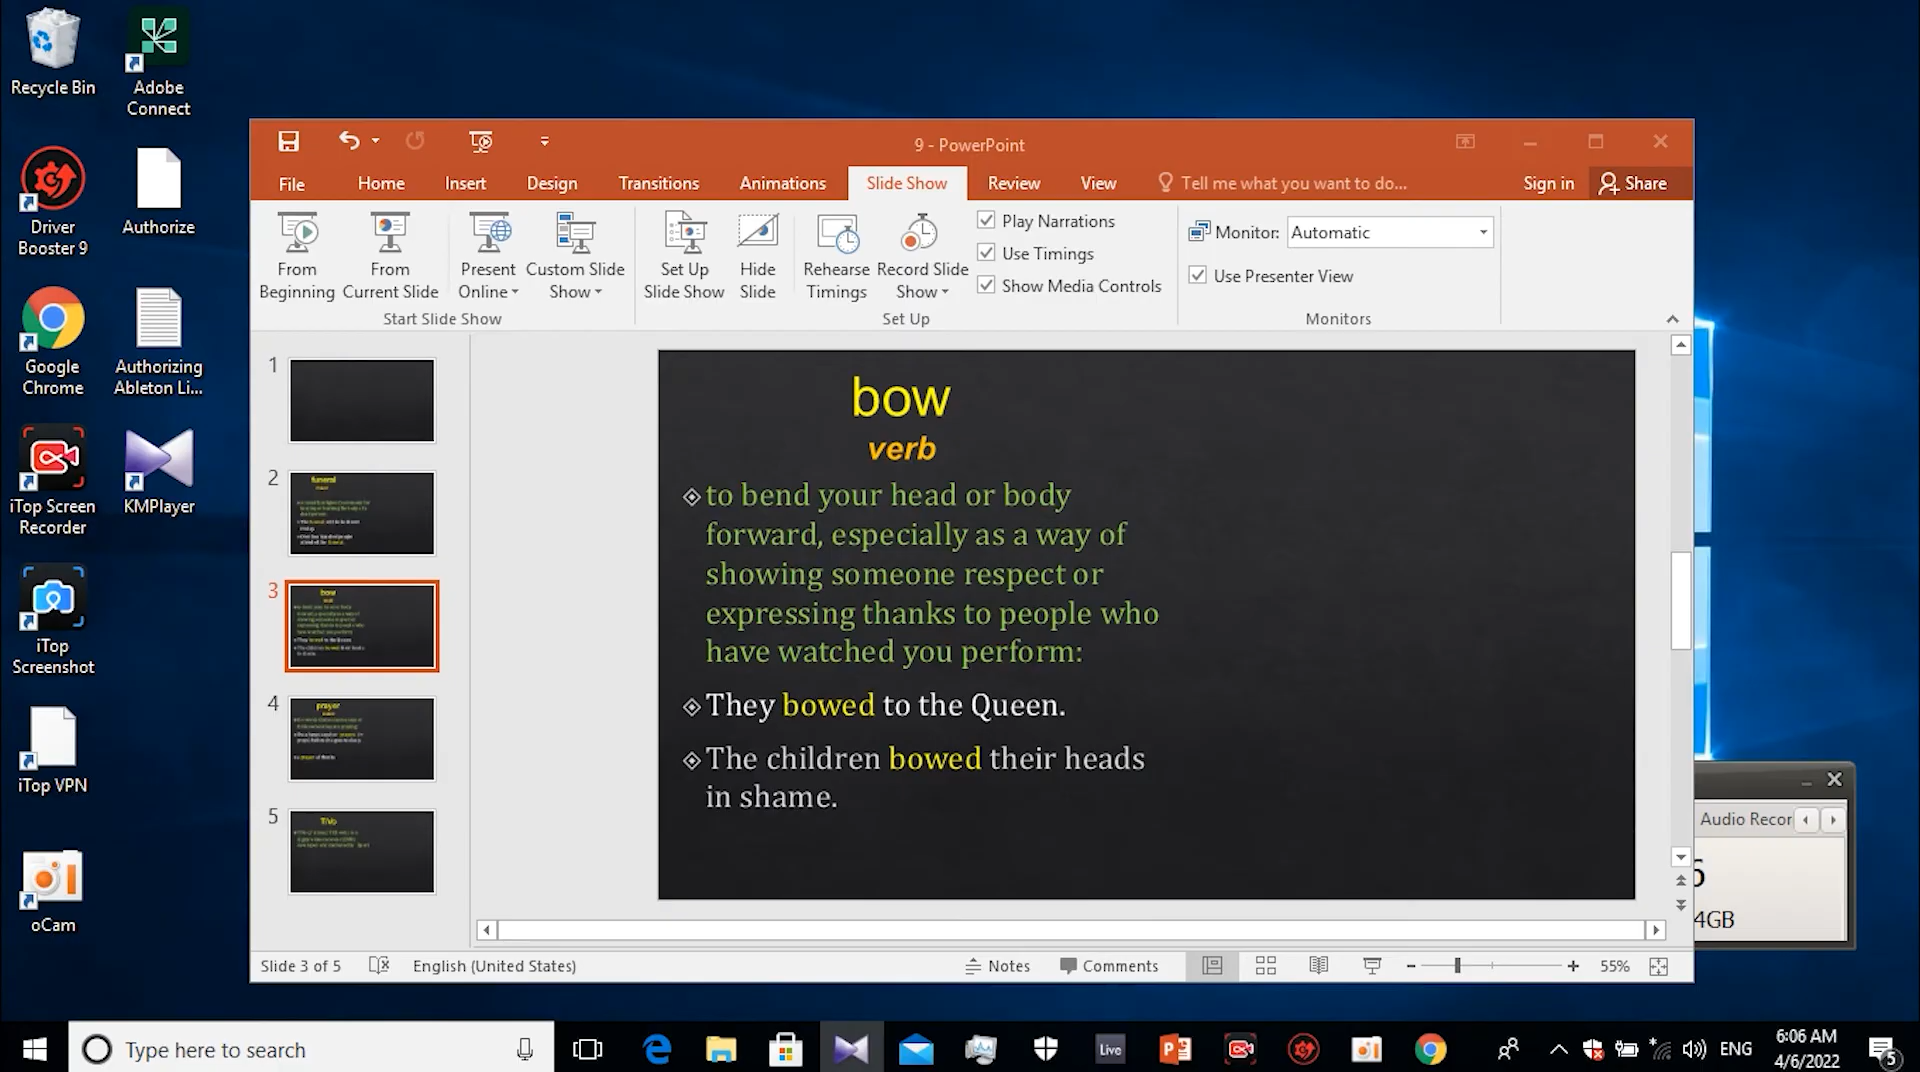 Recycle Bin
Adobe Connect
Driver Booster 9
Authorize
Google Chrome
Authorizing Ableton Li...
iTop Screen Recorder
KMPlayer
iTop Screenshot
iTop VPN
oCam
9 - PowerPoint
File Home Insert Design Transitions Animations Slide Show Review View Tell me what you want to do... Sign in Share
From Beginning
From Current Slide
Present Online
Custom Slide Show
Set Up Slide Show
Hide Slide
Rehearse Timings
Record Slide Show
Play Narrations
Use Timings
Show Media Controls
Monitor: Automatic
Use Presenter View
Start Slide Show
Set Up
Monitors
1
2
funeral
3
bow
4
prayer
5
TiVo
bow
verb
to bend your head or body
forward, especially as a way of
showing someone respect or
expressing thanks to people who
have watched you perform:
They bowed to the Queen.
The children bowed their heads
in shame.
Audio Recor
4GB
Slide 3 of 5 English (United States) Notes Comments 55%
Type here to search
Live
ENG
6:06 AM
4/6/2022
5